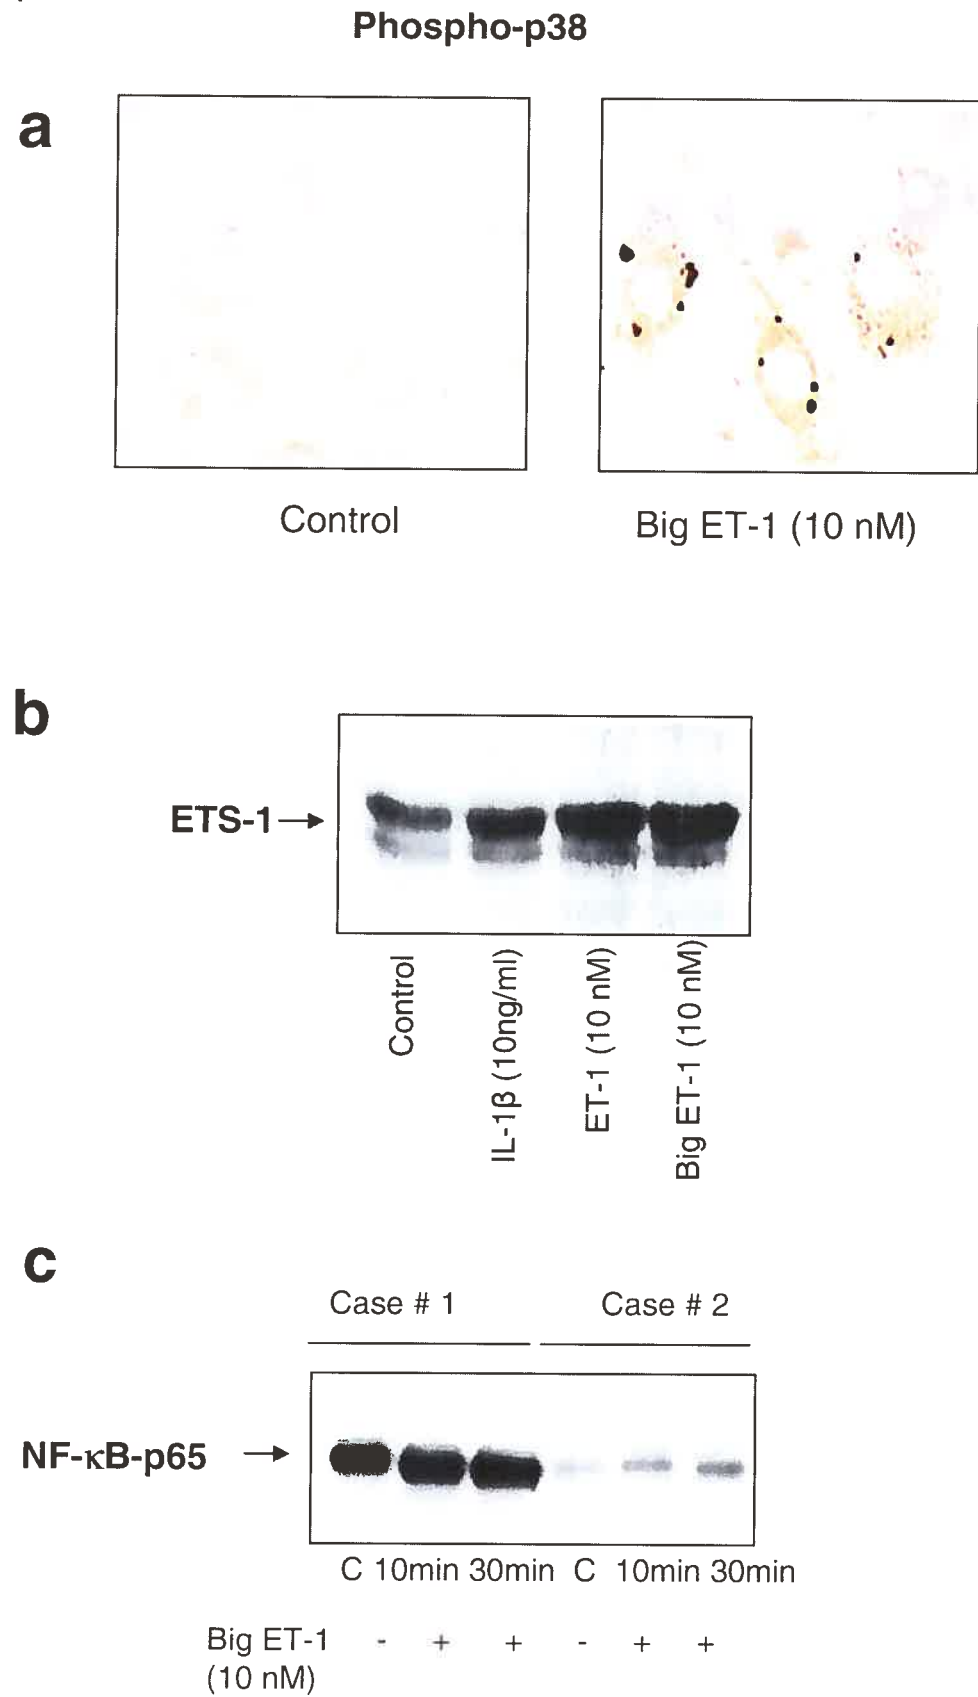 Phospho-p38
a
Control
Big ET-1 (10 nM)
b
ETS-1
Control
IL-1β (10ng/ml)
ET-1 (10 nM)
Big ET-1 (10 nM)
c
Case # 1
Case # 2
NF-κB-p65
C 10min 30min C 10min 30min
Big ET-1 - + + - + +
(10 nM)